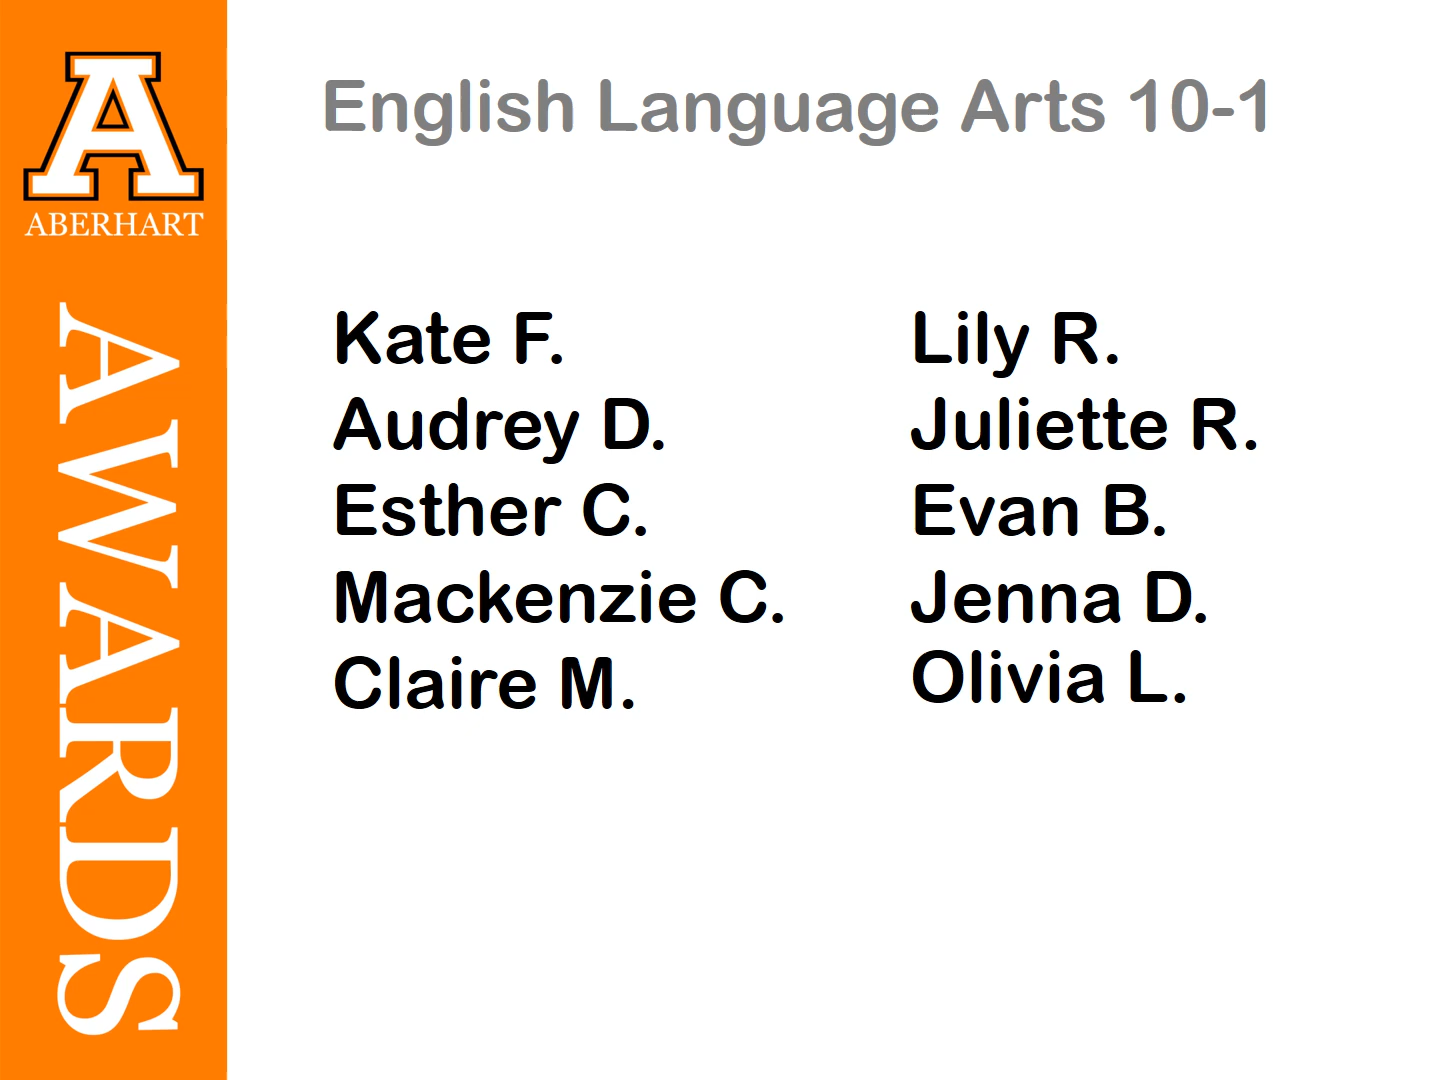 A
ABERHART
AWARDS
English Language Arts 10-1
Kate F.
Audrey D.
Esther C.
Mackenzie C.
Claire M.
Lily R.
Juliette R.
Evan B.
Jenna D.
Olivia L.